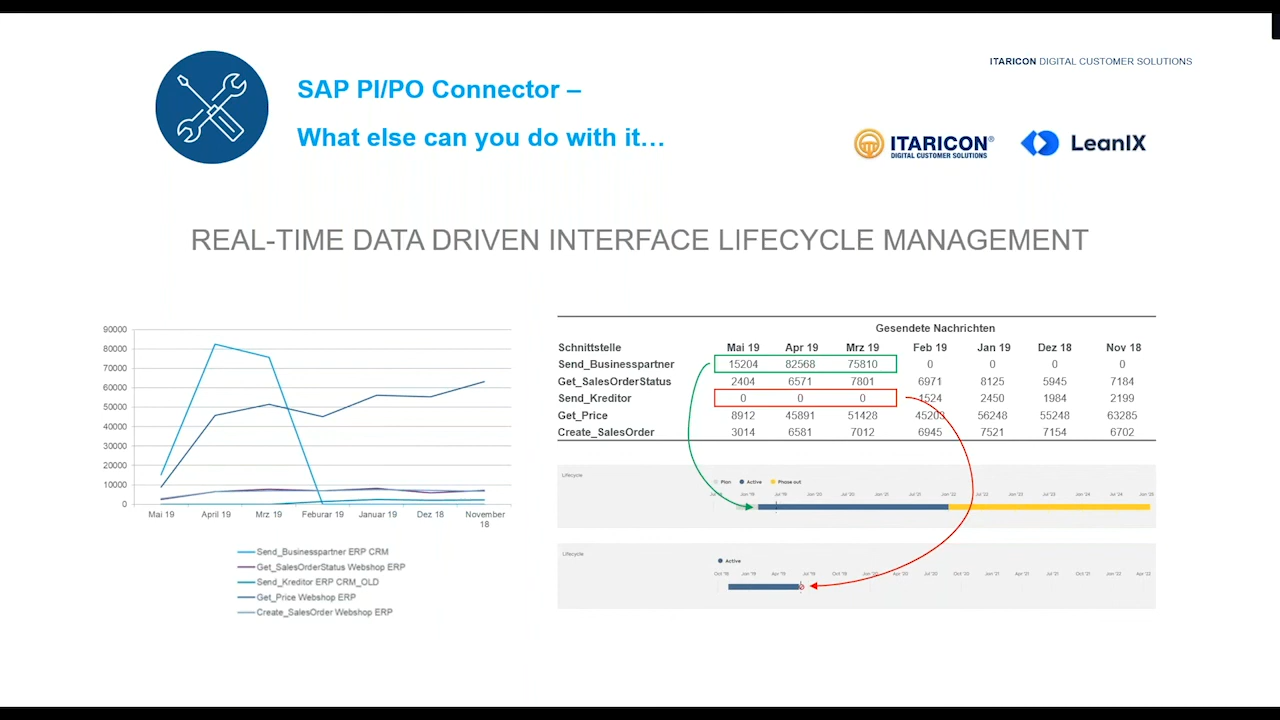 SAP PI/PO Connector –
What else can you do with it…
ITARICON DIGITAL CUSTOMER SOLUTIONS
ITARICON®
DIGITAL CUSTOMER SOLUTIONS
LeanIX
REAL-TIME DATA DRIVEN INTERFACE LIFECYCLE MANAGEMENT
90000
80000
70000
60000
50000
40000
30000
20000
10000
0
Mai 19 April 19 Mrz 19 Feburar 19 Januar 19 Dez 18 November 18
Send_Businesspartner ERP CRM
Get_SalesOrderStatus Webshop ERP
Send_Kreditor ERP CRM_OLD
Get_Price Webshop ERP
Create_SalesOrder Webshop ERP
Gesendete Nachrichten
Schnittstelle Mai 19 Apr 19 Mrz 19 Feb 19 Jan 19 Dez 18 Nov 18
Send_Businesspartner 15204 82568 75810 0 0 0 0
Get_SalesOrderStatus 2404 6571 7801 6971 8125 5945 7184
Send_Kreditor 0 0 0 1524 2450 1984 2199
Get_Price 8912 45891 51428 45203 56248 55248 63285
Create_SalesOrder 3014 6581 7012 6945 7521 7154 6702
Lifecycle
Plan Active Phase out
Lifecycle
Active